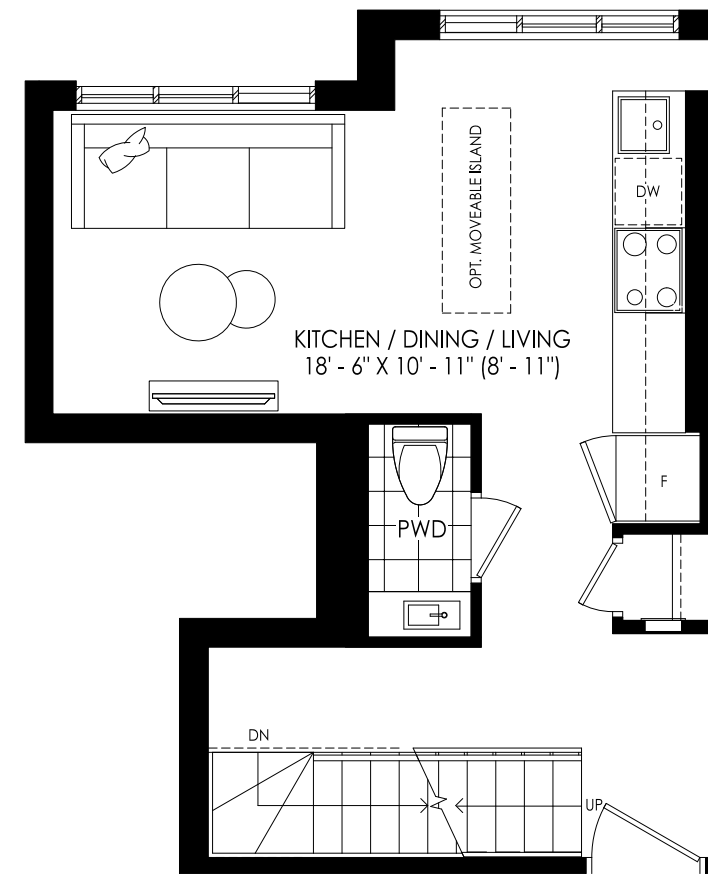 OPT. MOVEABLE ISLAND
DW
KITCHEN / DINING / LIVING
18' - 6" X 10' - 11" (8' - 11")
F
PWD
DN
UP